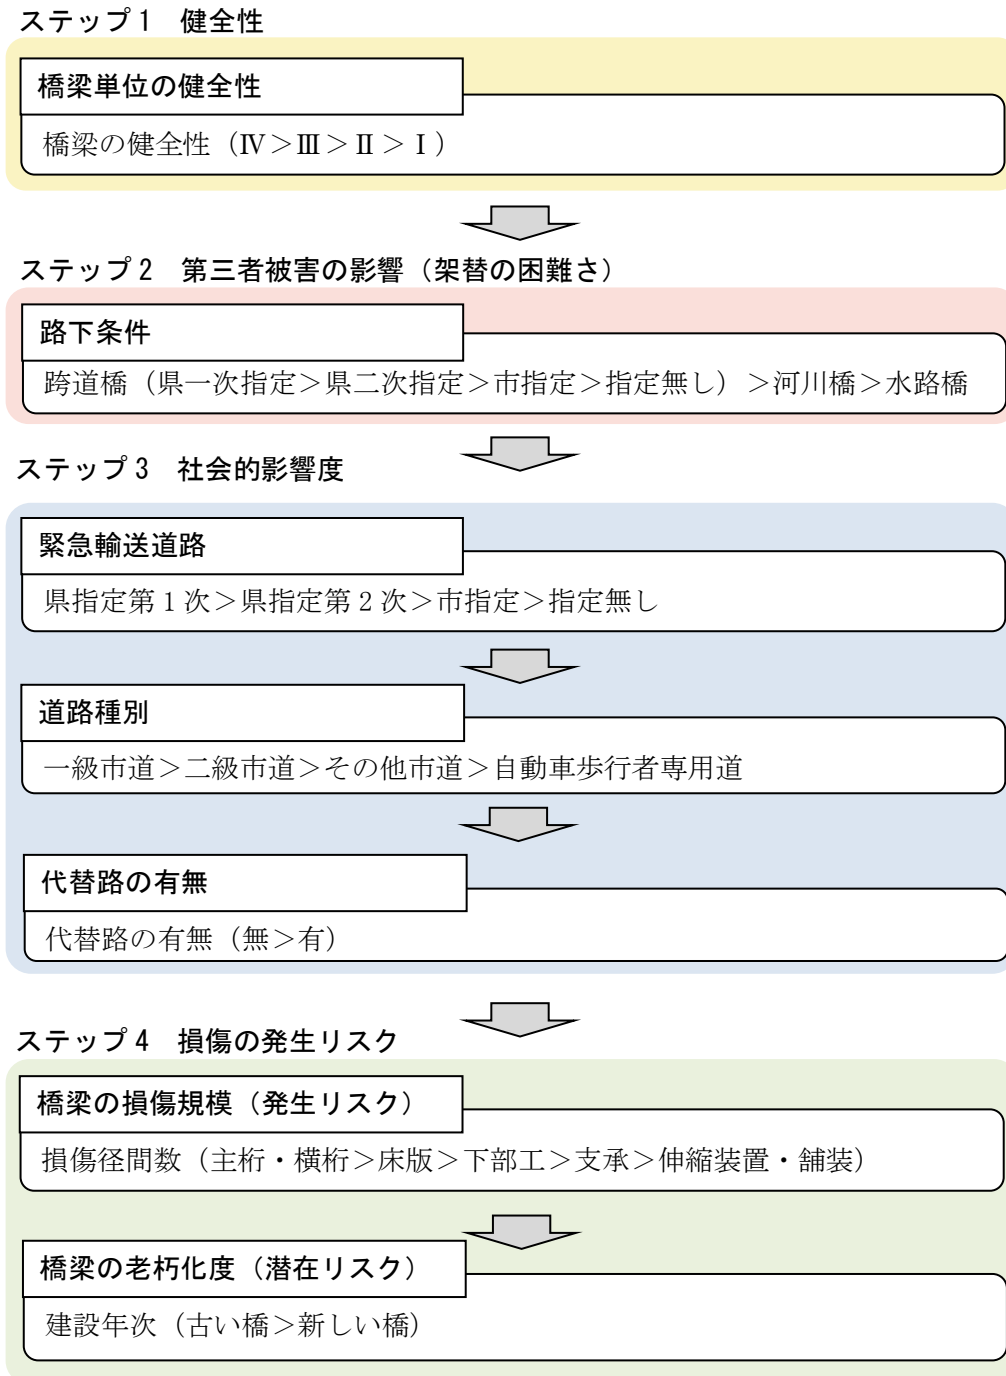 ステップ１　健全性
橋梁単位の健全性
橋梁の健全性（Ⅳ＞Ⅲ＞Ⅱ＞Ⅰ）
ステップ２　第三者被害の影響（架替の困難さ）
路下条件
跨道橋（県一次指定＞県二次指定＞市指定＞指定無し）＞河川橋＞水路橋
ステップ３　社会的影響度
緊急輸送道路
県指定第１次＞県指定第２次＞市指定＞指定無し
道路種別
一級市道＞二級市道＞その他市道＞自動車歩行者専用道
代替路の有無
代替路の有無（無＞有）
ステップ４　損傷の発生リスク
橋梁の損傷規模（発生リスク）
損傷径間数（主桁・横桁＞床版＞下部工＞支承＞伸縮装置・舗装）
橋梁の老朽化度（潜在リスク）
建設年次（古い橋＞新しい橋）